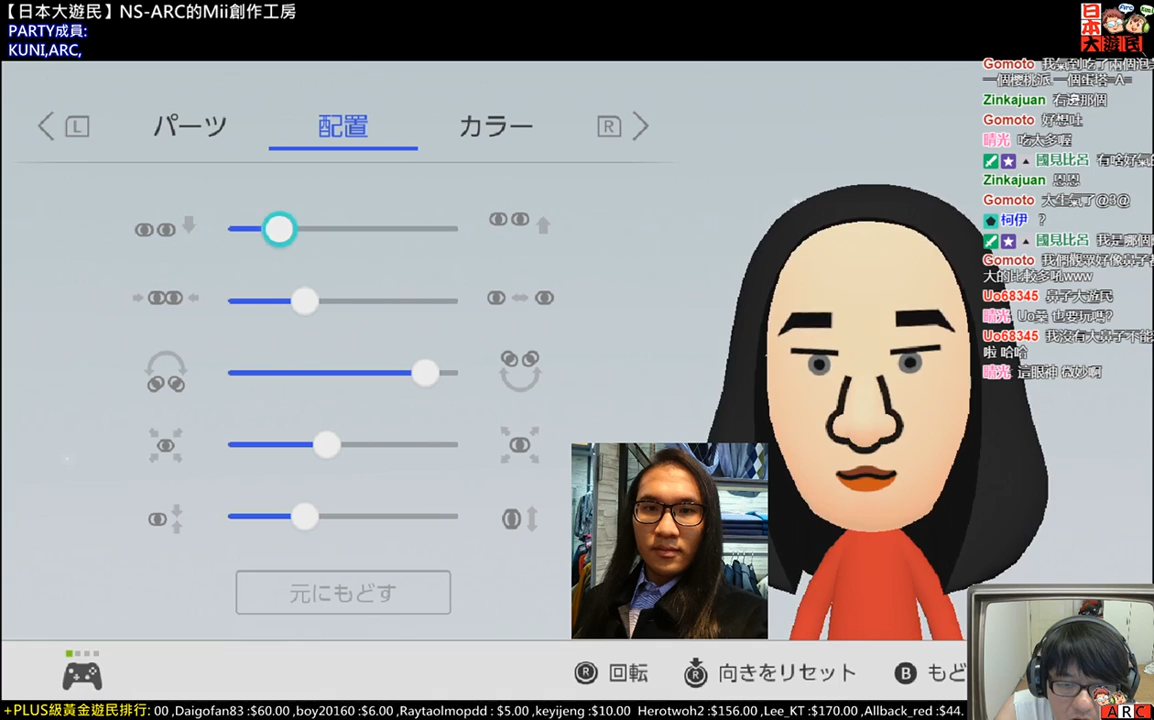 【日本大遊民】NS-ARC的Mii創作工房
PARTY成員:
KUNI,ARC,
日本大遊民
L
パーツ
配置
カラー
R
元にもどす
R 回転
向きをリセット
B もど
Gomoto 我氣到吃了兩個泡
一個櫻桃派 一個蛋塔=A=
Zinkajuan 右邊那個
Gomoto 好想吐
晴光 吃太多喔
國見比呂 有啥好氣
Zinkajuan 恩恩
Gomoto 太生氣了@3@
柯伊 ?
國見比呂 我是哪個
Gomoto 我們觀眾好像鼻子
大的比較多吼www
Uo68345 鼻子大遊民
晴光 Uo桑 也要玩嗎?
Uo68345 我沒有大鼻子不能
啦 哈哈
晴光 這眼神 微妙啊
ARC
+PLUS級黃金遊民排行: 00 ,Daigofan83 :$60.00 ,boy20160 :$6.00 ,Raytaolmopdd : $5.00 ,keyijeng :$10.00 Herotwoh2 :$156.00 ,Lee_KT :$170.00 ,Allback_red :$44.